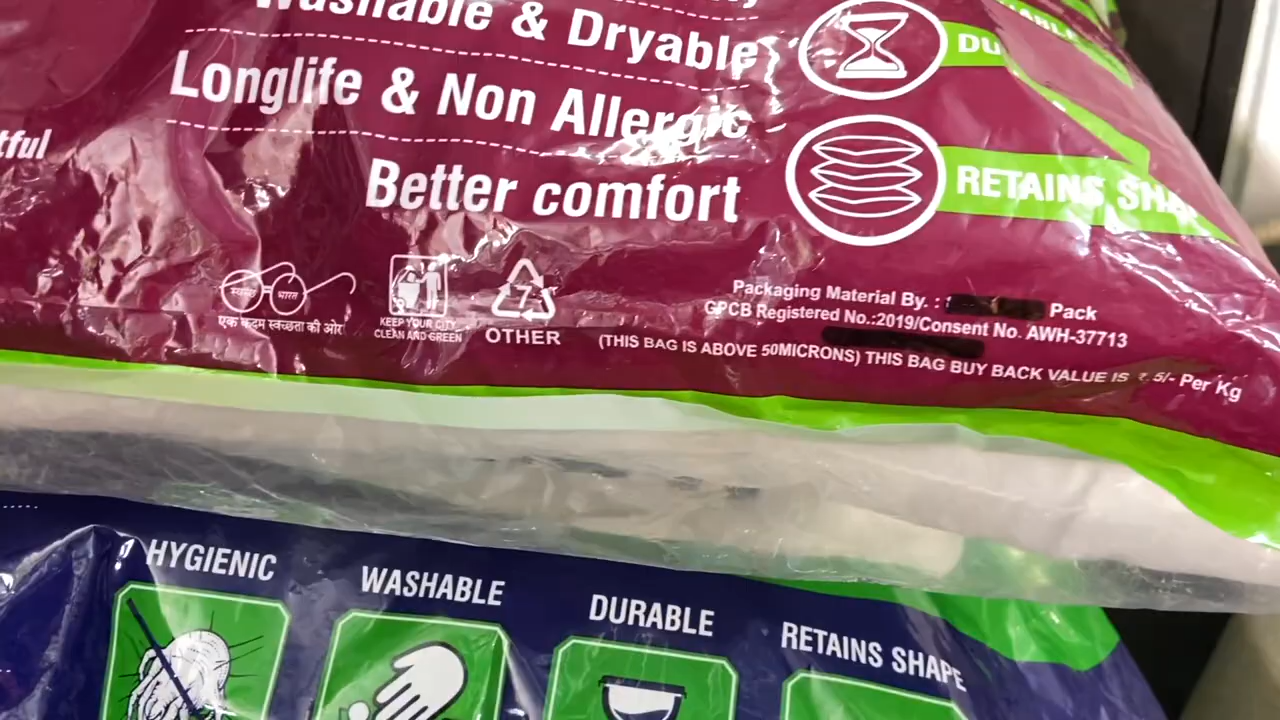 Washable & Dryable
Longlife & Non Allergic
Better comfort
RETAINS
स्वच्छ भारत
एक कदम स्वच्छता की ओर
KEEP YOUR CITY
CLEAN AND GREEN
7
OTHER
Packaging Material By. : Pack
GPCB Registered No.:2019/Consent No. AWH-37713
(THIS BAG IS ABOVE 50MICRONS) THIS BAG BUY BACK VALUE IS ₹ 5/- Per Kg
HYGIENIC
WASHABLE
DURABLE
RETAINS SHAPE